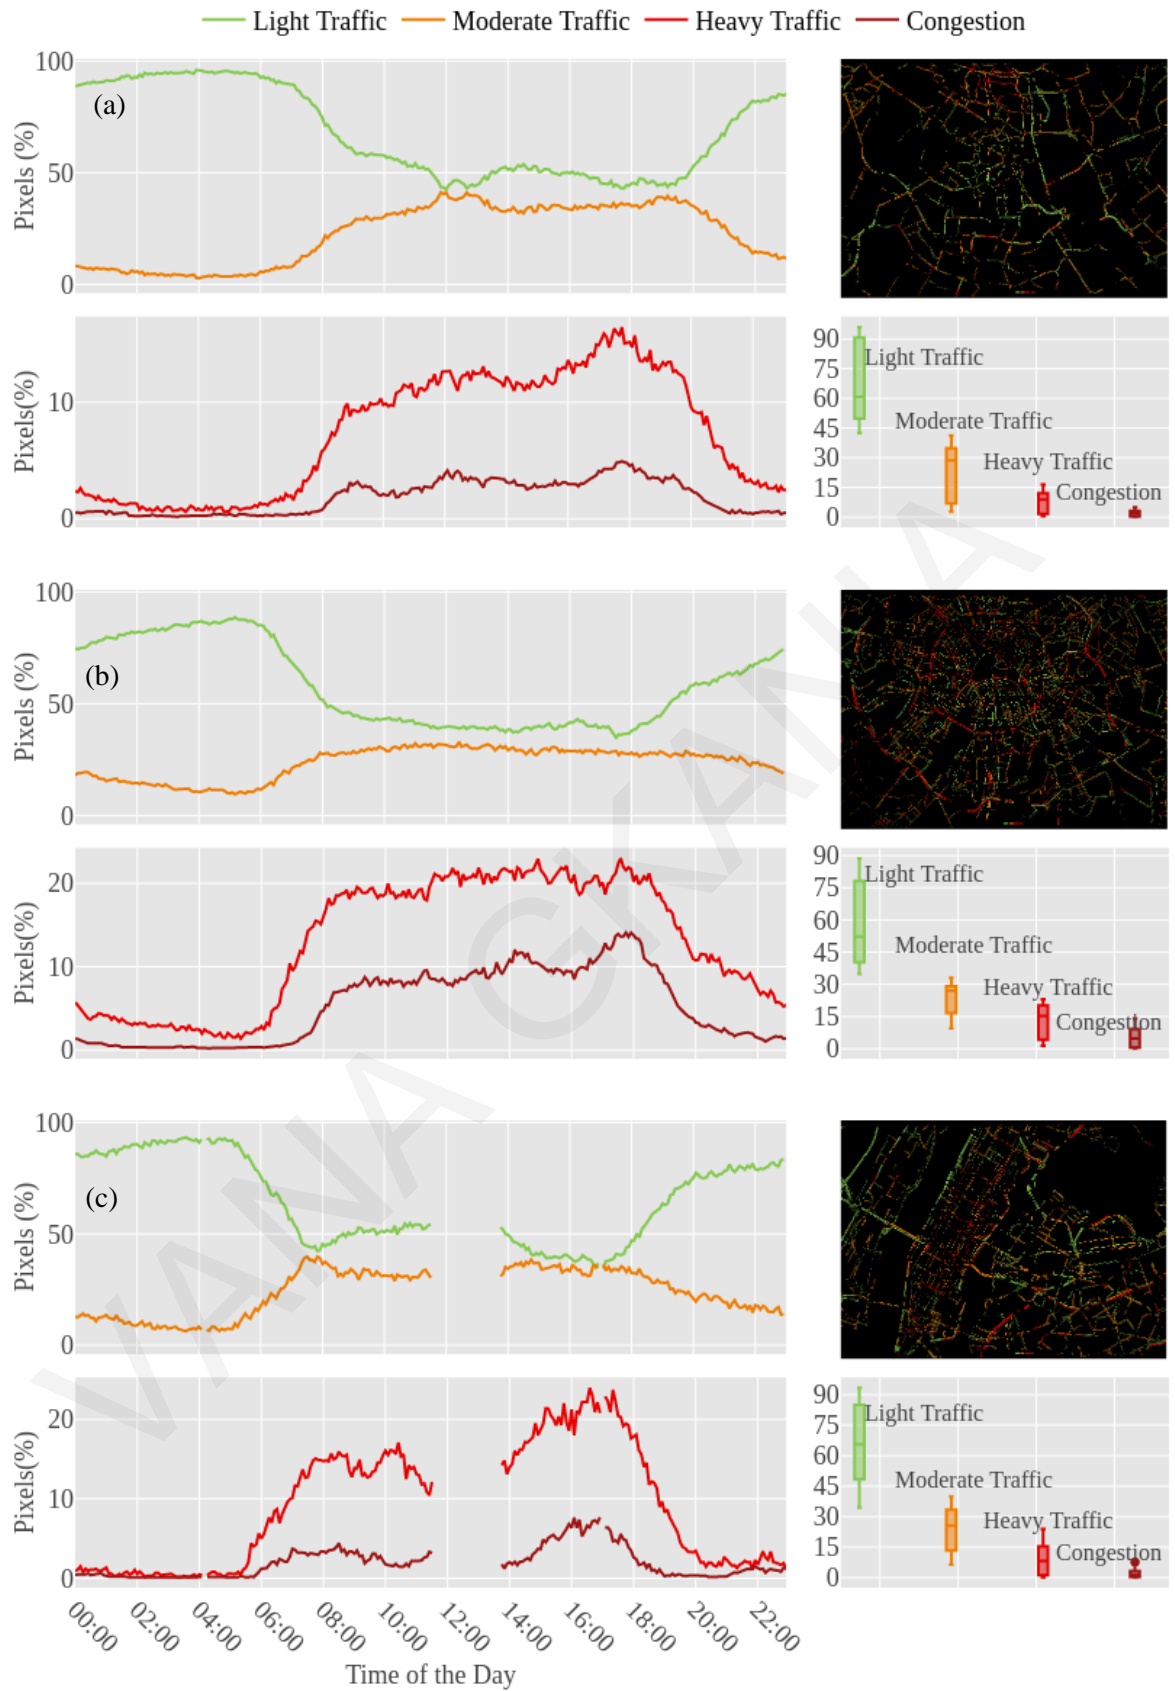 Light Traffic Moderate Traffic Heavy Traffic Congestion
100
(a)
Pixels (%)
50
0
10
Pixels(%)
0
90
75
60
45
30
15
0
Light Traffic
Moderate Traffic
Heavy Traffic
Congestion
100
(b)
Pixels (%)
50
0
20
Pixels(%)
10
0
90
75
60
45
30
15
0
Light Traffic
Moderate Traffic
Heavy Traffic
Congestion
100
(c)
Pixels (%)
50
0
20
Pixels(%)
10
0
90
75
60
45
30
15
0
Light Traffic
Moderate Traffic
Heavy Traffic
Congestion
00:00 02:00 04:00 06:00 08:00 10:00 12:00 14:00 16:00 18:00 20:00 22:00
Time of the Day
VANA GKANIA